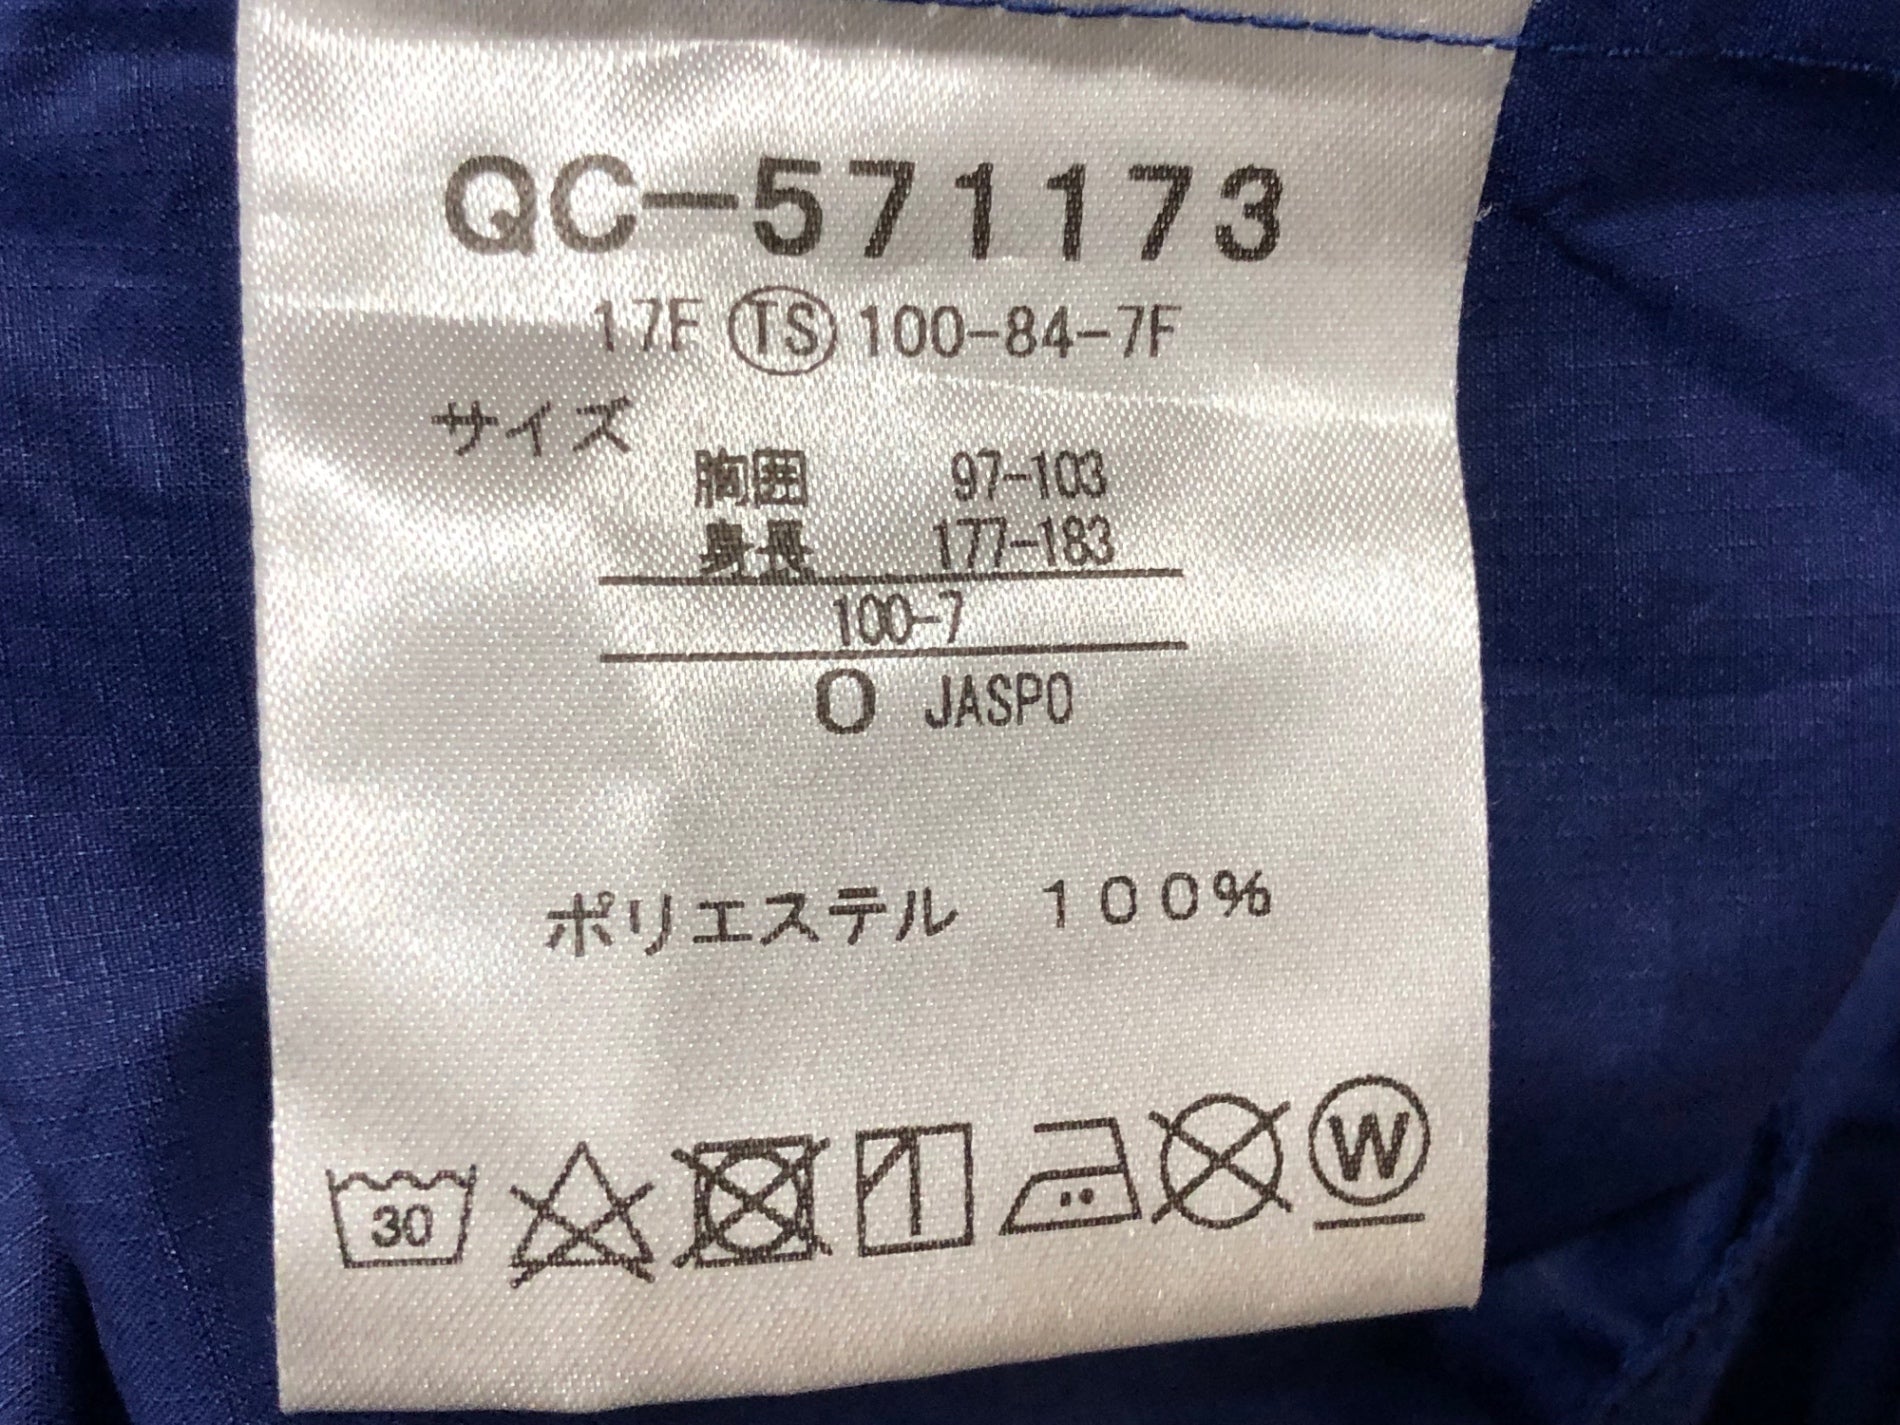 QC-571173
17F TS 100-84-7F
サイズ
胸囲 97-103
身長 177-183
100-7
O JASPO
ポリエステル 100%
30 W